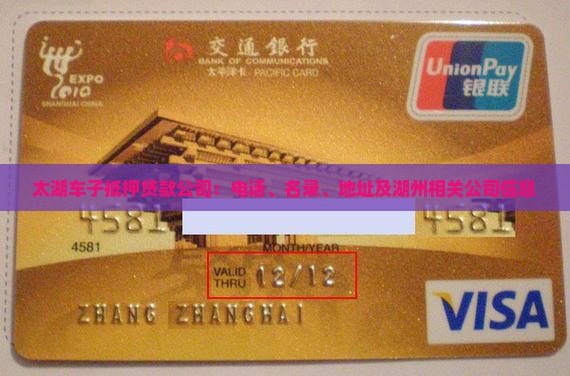 EXPO
2010
SHANGHAI CHINA
交通銀行
BANK OF COMMUNICATIONS
太平洋卡 PACIFIC CARD
UnionPay
银联
太湖车子抵押贷款公司：电话、名录、地址及湖州相关公司信息
4581 4581
4581
MONTH/YEAR
VALID THRU 12/12
ZHANG ZHANGHAI
VISA